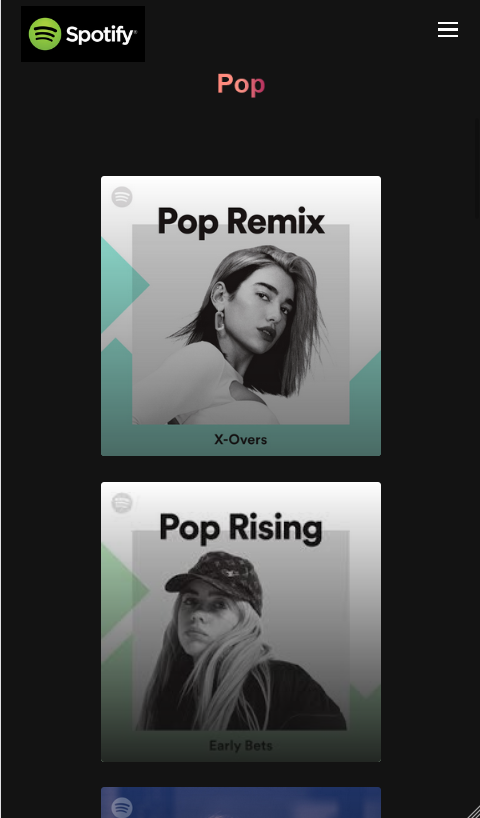 Spotify
Pop
Pop Remix
X-Overs
Pop Rising
Early Bets